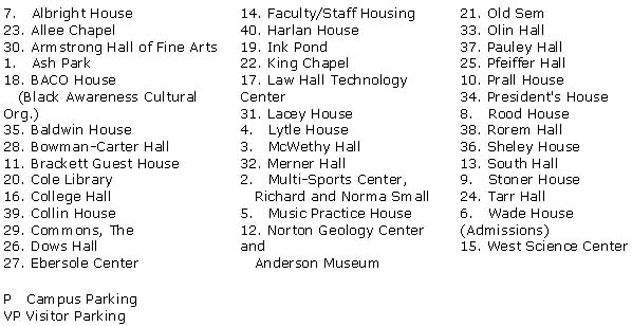 7. Albright House
23. Allee Chapel
30. Armstrong Hall of Fine Arts
1. Ash Park
18. BACO House
(Black Awareness Cultural
Org.)
35. Baldwin House
28. Bowman-Carter Hall
11. Brackett Guest House
20. Cole Library
16. College Hall
39. Collin House
29. Commons, The
26. Dows Hall
27. Ebersole Center
P Campus Parking
VP Visitor Parking
14. Faculty/Staff Housing
40. Harlan House
19. Ink Pond
22. King Chapel
17. Law Hall Technology
Center
31. Lacey House
4. Lytle House
3. McWethy Hall
32. Merner Hall
2. Multi-Sports Center,
Richard and Norma Small
5. Music Practice House
12. Norton Geology Center
and
Anderson Museum
21. Old Sem
33. Olin Hall
37. Pauley Hall
25. Pfeiffer Hall
10. Prall House
34. President's House
8. Rood House
38. Rorem Hall
36. Sheley House
13. South Hall
9. Stoner House
24. Tarr Hall
6. Wade House
(Admissions)
15. West Science Center